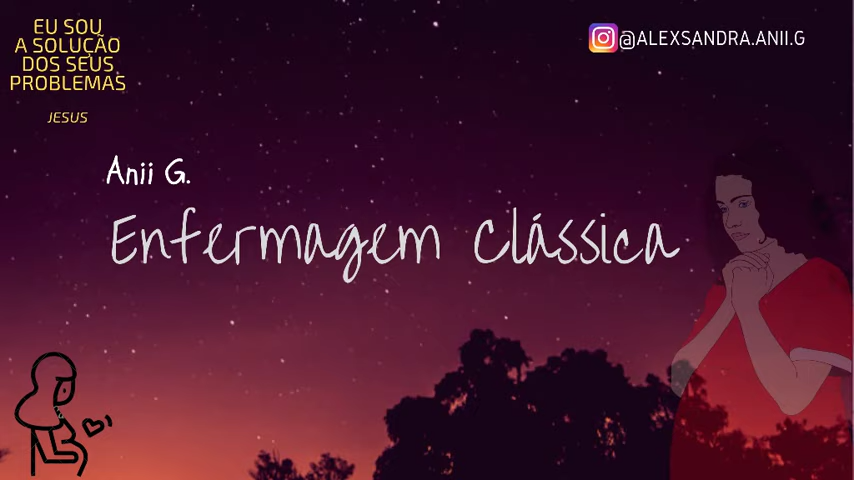 EU SOU
A SOLUÇÃO
DOS SEUS
PROBLEMAS
JESUS
@ALEXSANDRA.ANII.G
Anii G.
Enfermagem Clássica